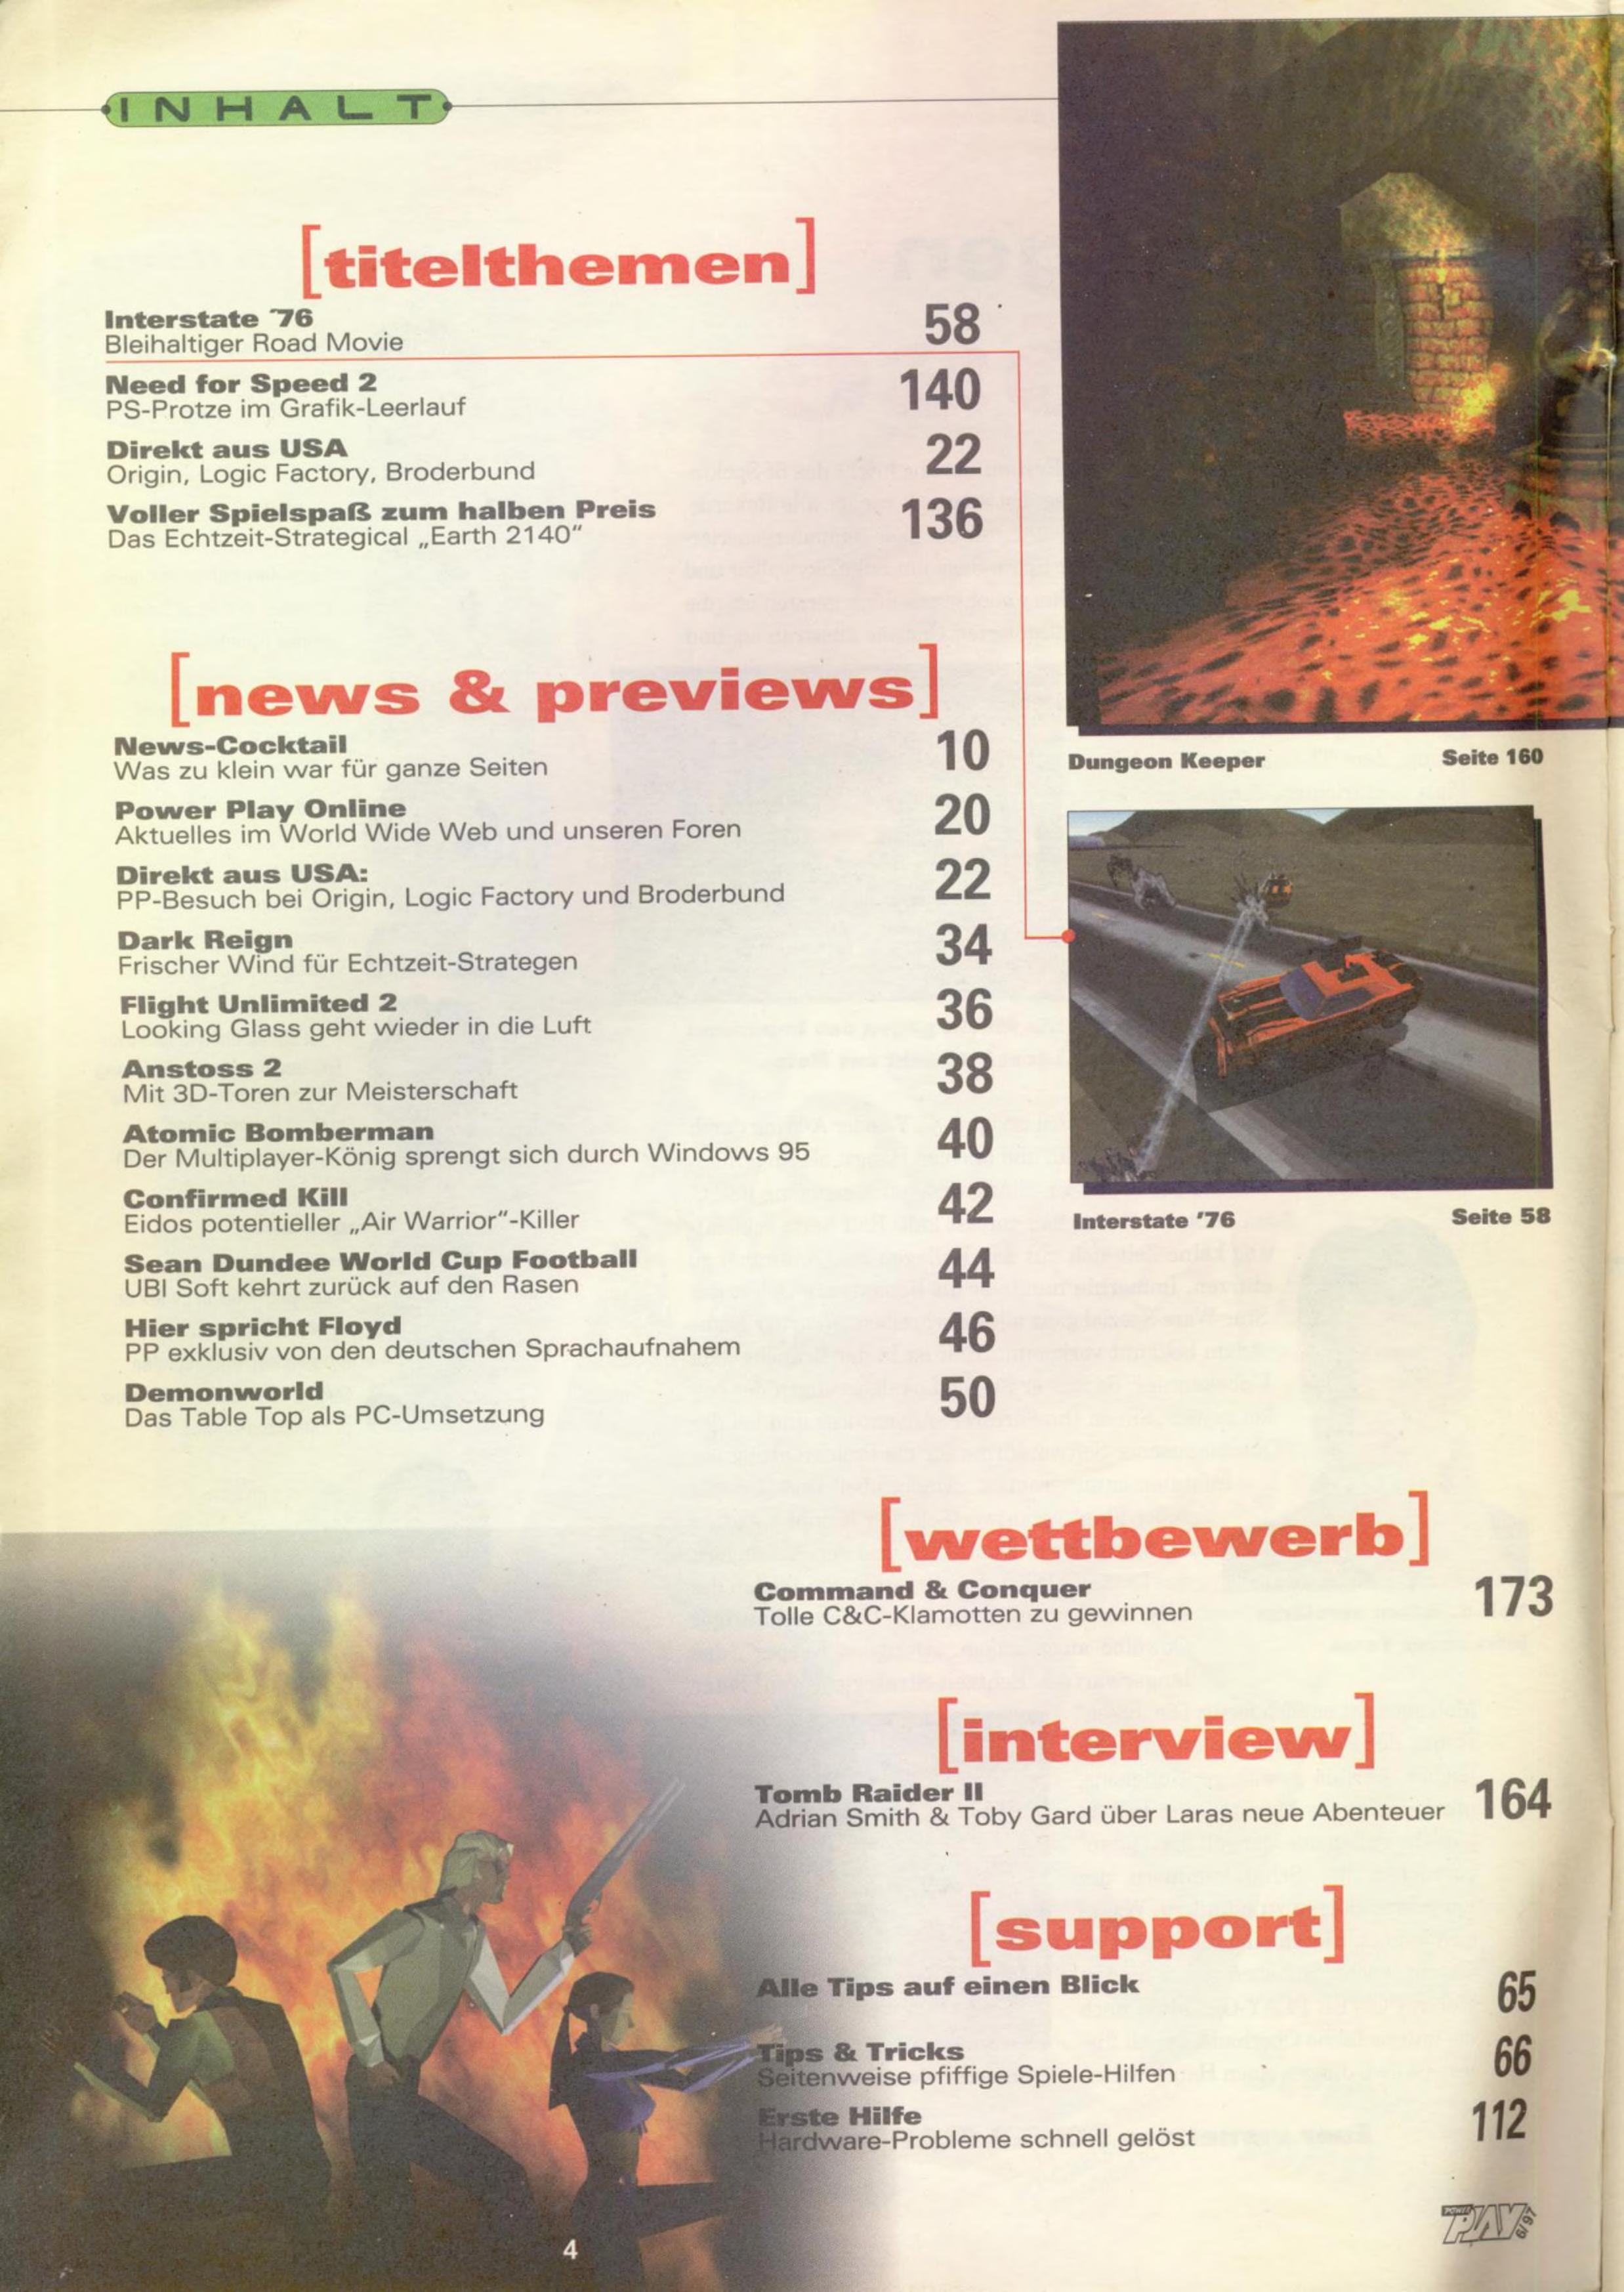 INHALT
[titelthemen]
Interstate '76 58
Bleihaltiger Road Movie
Need for Speed 2 140
PS-Protze im Grafik-Leerlauf
Direkt aus USA 22
Origin, Logic Factory, Broderbund
Voller Spielspaß zum halben Preis 136
Das Echtzeit-Strategical „Earth 2140“
[news & previews]
News-Cocktail 10
Was zu klein war für ganze Seiten
Power Play Online 20
Aktuelles im World Wide Web und unseren Foren
Direkt aus USA: 22
PP-Besuch bei Origin, Logic Factory und Broderbund
Dark Reign 34
Frischer Wind für Echtzeit-Strategen
Flight Unlimited 2 36
Looking Glass geht wieder in die Luft
Anstoss 2 38
Mit 3D-Toren zur Meisterschaft
Atomic Bomberman 40
Der Multiplayer-König sprengt sich durch Windows 95
Confirmed Kill 42
Eidos potentieller „Air Warrior“-Killer
Sean Dundee World Cup Football 44
UBI Soft kehrt zurück auf den Rasen
Hier spricht Floyd 46
PP exklusiv von den deutschen Sprachaufnahem
Demonworld 50
Das Table Top als PC-Umsetzung
Dungeon Keeper Seite 160
Interstate '76 Seite 58
[wettbewerb]
Command & Conquer 173
Tolle C&C-Klamotten zu gewinnen
[interview]
Tomb Raider II 164
Adrian Smith & Toby Gard über Laras neue Abenteuer
[support]
Alle Tips auf einen Blick 65
Tips & Tricks 66
Seitenweise pfiffige Spiele-Hilfen
Erste Hilfe 112
Hardware-Probleme schnell gelöst
4
POWER PLAY 6/97